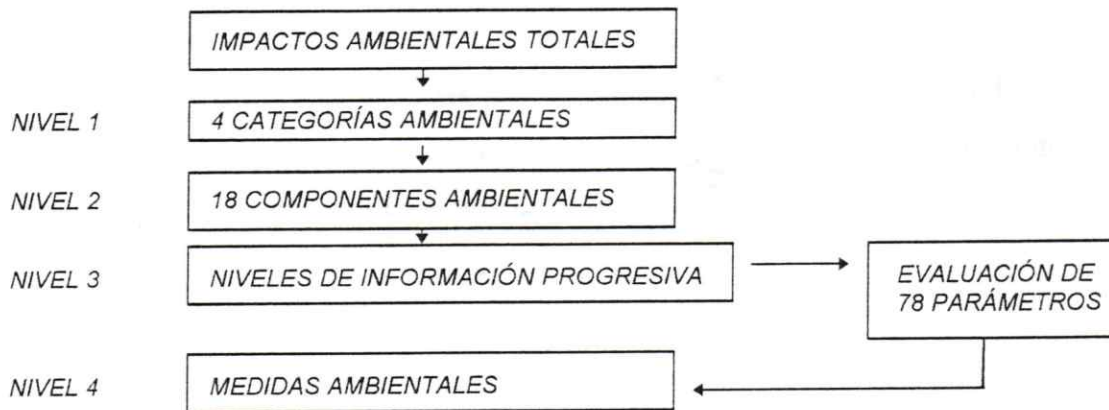 IMPACTOS AMBIENTALES TOTALES
NIVEL 1
4 CATEGORÍAS AMBIENTALES
NIVEL 2
18 COMPONENTES AMBIENTALES
NIVEL 3
NIVELES DE INFORMACIÓN PROGRESIVA
EVALUACIÓN DE
78 PARÁMETROS
NIVEL 4
MEDIDAS AMBIENTALES